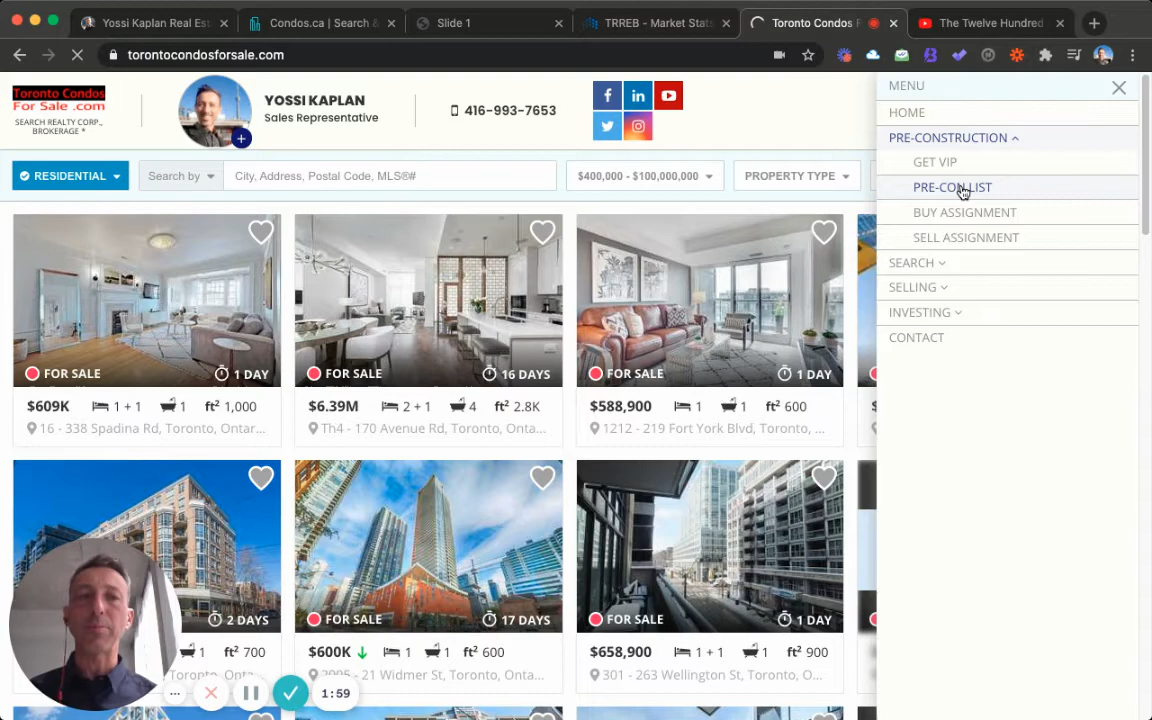 Yossi Kaplan Real Est
Condos.ca | Search &
Slide 1
TRREB - Market Stats
Toronto Condos F
The Twelve Hundred
torontocondosforsale.com
Toronto Condos
For Sale .com
SEARCH REALTY CORP.,
BROKERAGE *
YOSSI KAPLAN
Sales Representative
416-993-7653
MENU
HOME
PRE-CONSTRUCTION
GET VIP
PRE-CON LIST
BUY ASSIGNMENT
SELL ASSIGNMENT
SEARCH
SELLING
INVESTING
CONTACT
RESIDENTIAL
Search by
City, Address, Postal Code, MLS®#
$400,000 - $100,000,000
PROPERTY TYPE
FOR SALE 1 DAY
$609K 1 + 1 1 ft² 1,000
16 - 338 Spadina Rd, Toronto, Ontar...
FOR SALE 16 DAYS
$6.39M 2 + 1 4 ft² 2.8K
Th4 - 170 Avenue Rd, Toronto, Onta...
FOR SALE 1 DAY
$588,900 1 1 ft² 600
1212 - 219 Fort York Blvd, Toronto, ...
2 DAYS
1 ft² 700
Toronto, Onta...
FOR SALE 17 DAYS
$600K 1 1 ft² 600
21 Widmer St, Toronto, Ontario...
FOR SALE 1 DAY
$658,900 1 + 1 1 ft² 900
301 - 263 Wellington St, Toronto, O...
1:59